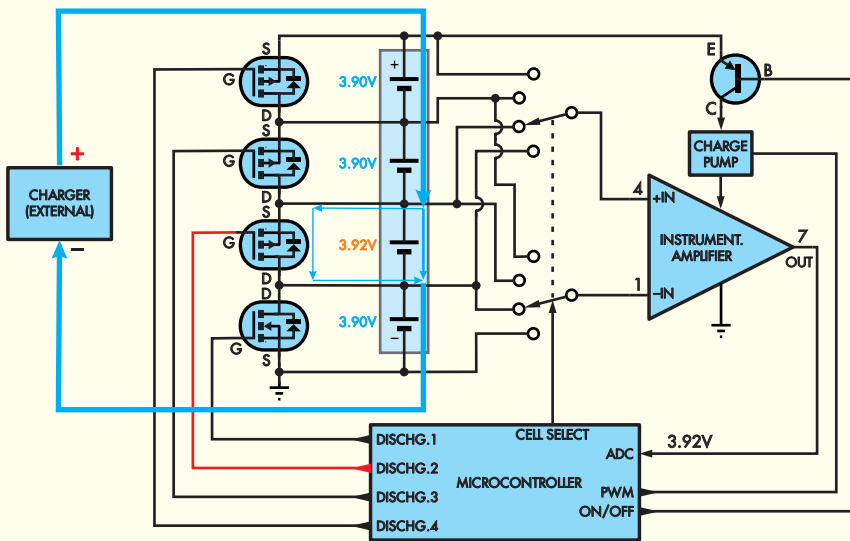 S
G
D
S
G
D
S
G
D
D
G
S
3.90V
3.90V
3.92V
3.90V
+
−
+
−
CHARGER
(EXTERNAL)
E
B
C
CHARGE
PUMP
4
+IN
INSTRUMENT.
AMPLIFIER
7
OUT
1
−IN
DISCHG.1
DISCHG.2
DISCHG.3
DISCHG.4
CELL SELECT
MICROCONTROLLER
ADC
PWM
ON/OFF
3.92V